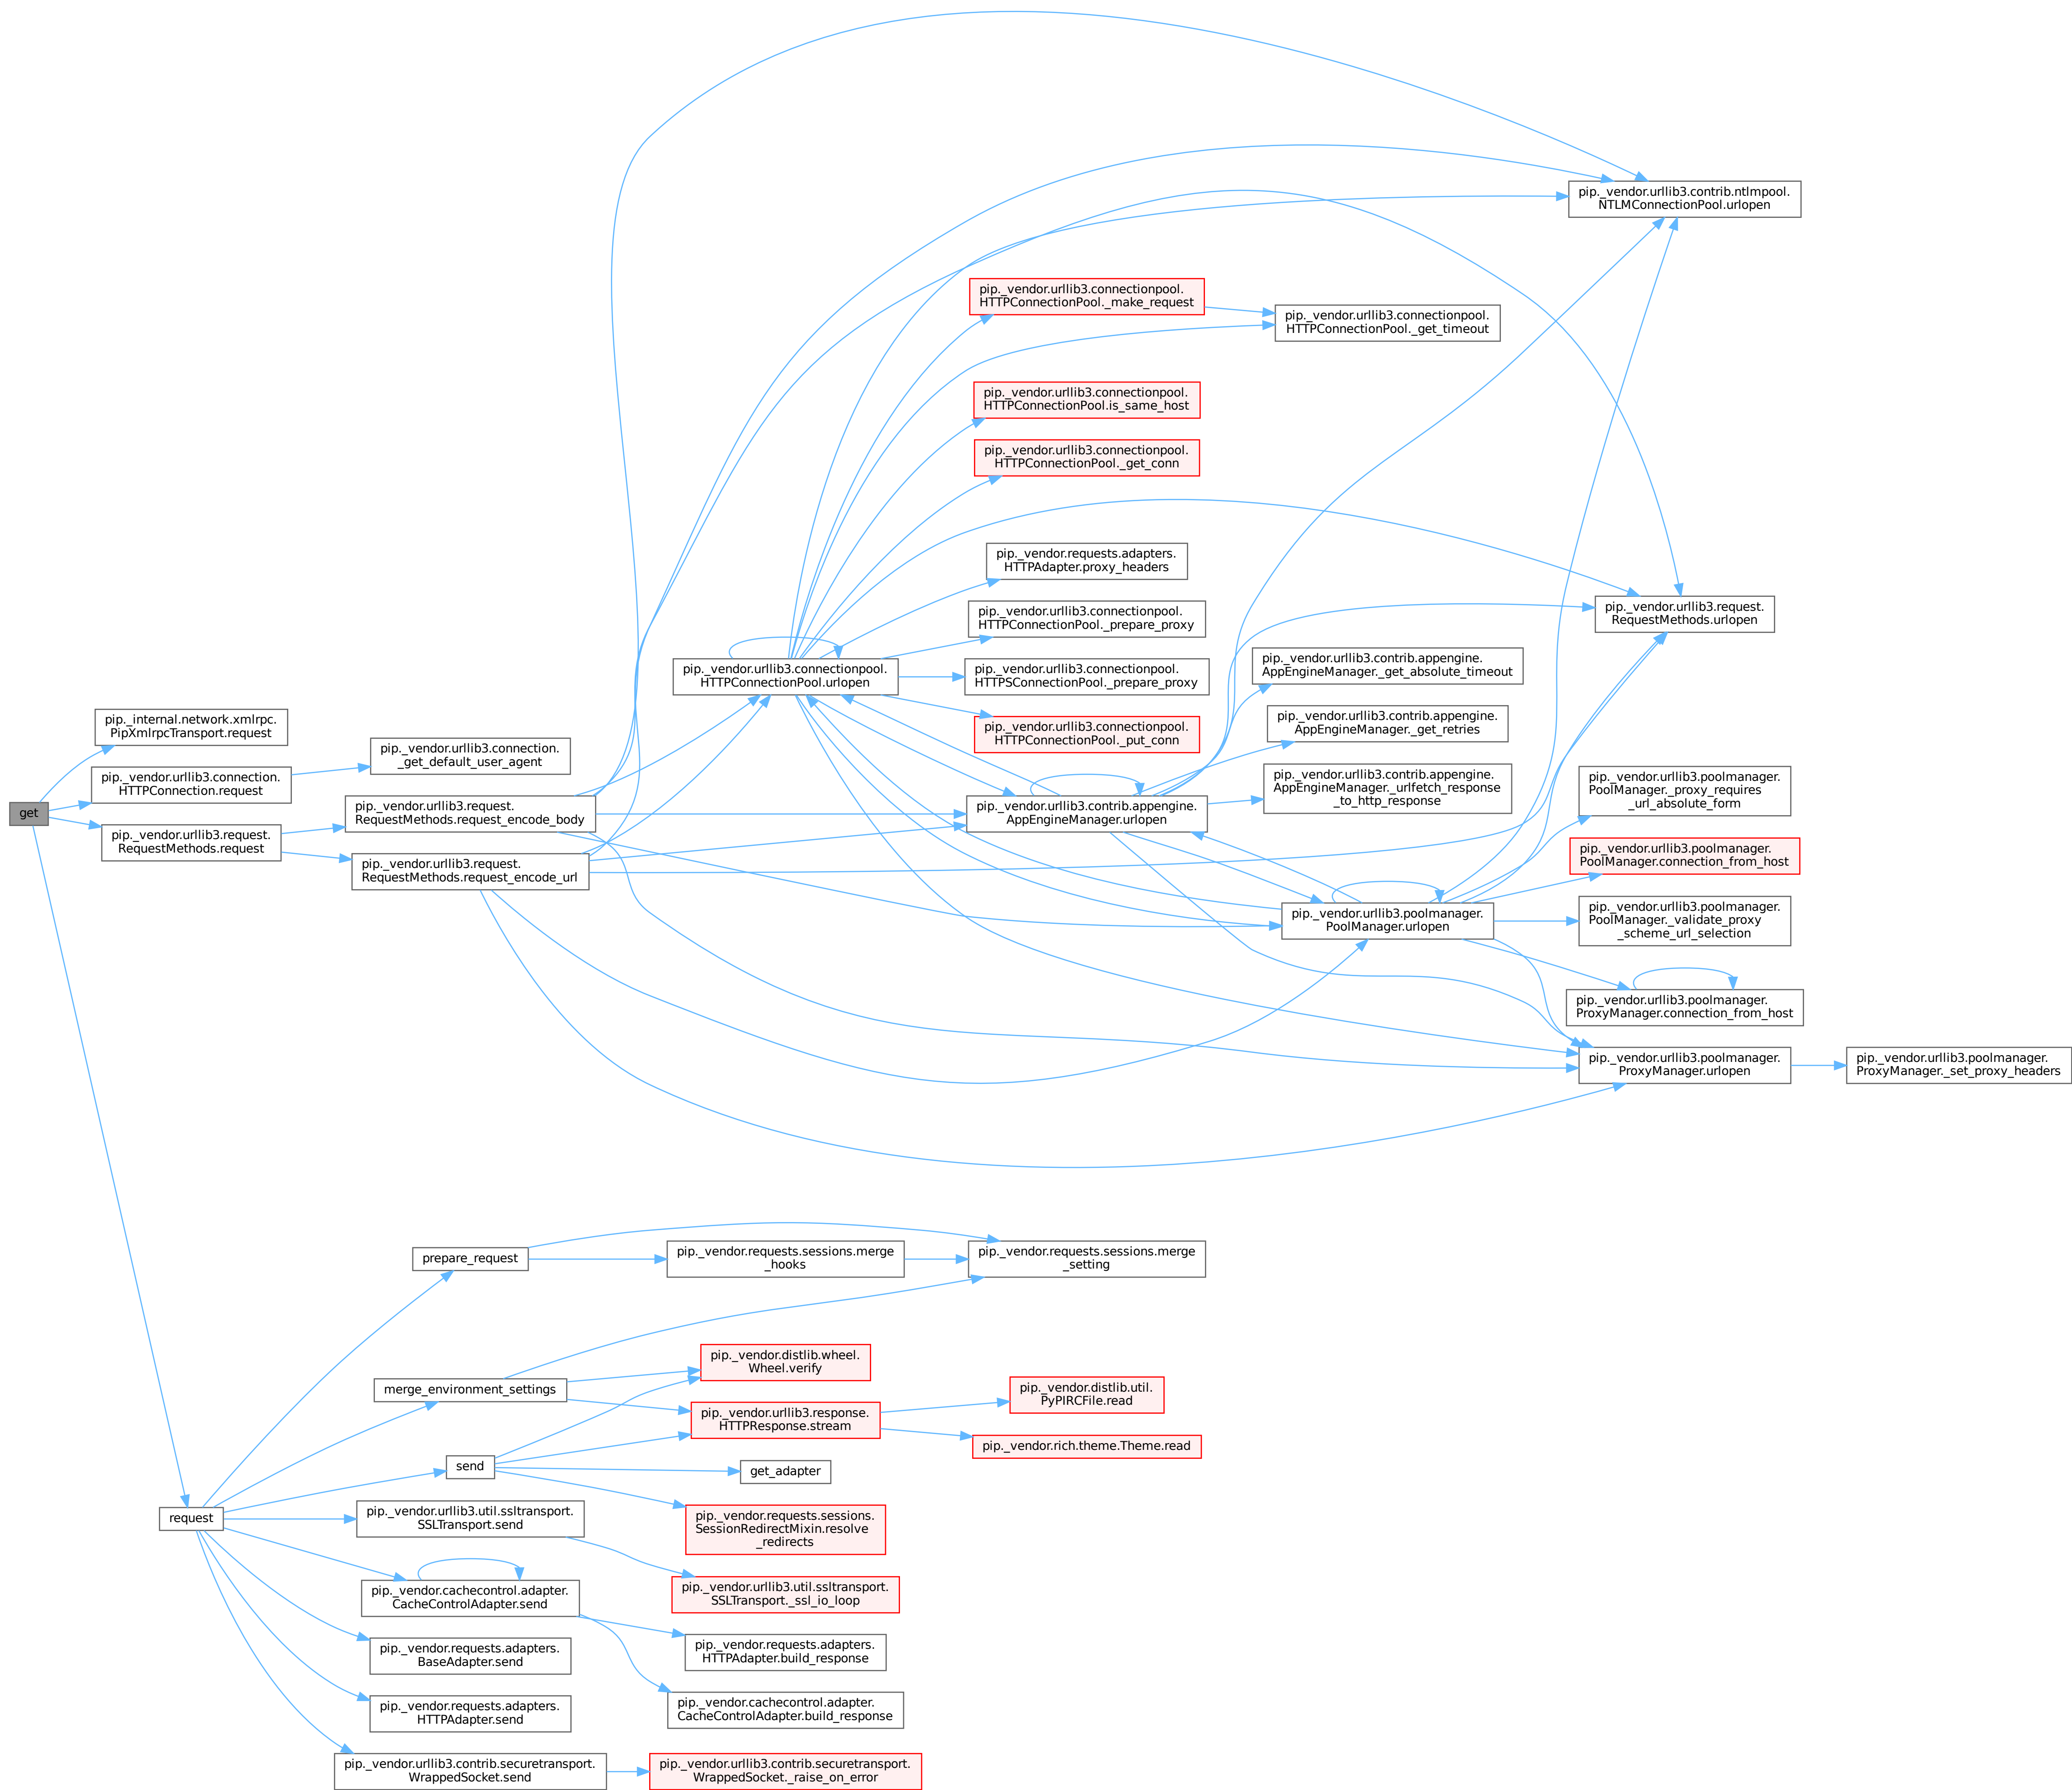 pip._vendor.urllib3.contrib.ntlmpool.
NTLMConnectionPool.urlopen
pip._vendor.urllib3.connectionpool.
HTTPConnectionPool._make_request
pip._vendor.urllib3.connectionpool.
HTTPConnectionPool._get_timeout
pip._vendor.urllib3.connectionpool.
HTTPConnectionPool.is_same_host
pip._vendor.urllib3.connectionpool.
HTTPConnectionPool._get_conn
pip._vendor.requests.adapters.
HTTPAdapter.proxy_headers
pip._vendor.urllib3.connectionpool.
HTTPConnectionPool._prepare_proxy
pip._vendor.urllib3.request.
RequestMethods.urlopen
pip._vendor.urllib3.connectionpool.
HTTPConnectionPool.urlopen
pip._vendor.urllib3.connectionpool.
HTTPSConnectionPool._prepare_proxy
pip._vendor.urllib3.contrib.appengine.
AppEngineManager._get_absolute_timeout
pip._internal.network.xmlrpc.
PipXmlrpcTransport.request
pip._vendor.urllib3.connectionpool.
HTTPConnectionPool._put_conn
pip._vendor.urllib3.contrib.appengine.
AppEngineManager._get_retries
pip._vendor.urllib3.connection.
HTTPConnection.request
pip._vendor.urllib3.connection.
_get_default_user_agent
pip._vendor.urllib3.contrib.appengine.
AppEngineManager._urlfetch_response
_to_http_response
pip._vendor.urllib3.poolmanager.
PoolManager._proxy_requires
_url_absolute_form
get
pip._vendor.urllib3.request.
RequestMethods.request
pip._vendor.urllib3.request.
RequestMethods.request_encode_body
pip._vendor.urllib3.contrib.appengine.
AppEngineManager.urlopen
pip._vendor.urllib3.request.
RequestMethods.request_encode_url
pip._vendor.urllib3.poolmanager.
PoolManager.connection_from_host
pip._vendor.urllib3.poolmanager.
PoolManager.urlopen
pip._vendor.urllib3.poolmanager.
PoolManager._validate_proxy
_scheme_url_selection
pip._vendor.urllib3.poolmanager.
ProxyManager.connection_from_host
pip._vendor.urllib3.poolmanager.
ProxyManager.urlopen
pip._vendor.urllib3.poolmanager.
ProxyManager._set_proxy_headers
prepare_request
pip._vendor.requests.sessions.merge
_hooks
pip._vendor.requests.sessions.merge
_setting
merge_environment_settings
pip._vendor.distlib.wheel.
Wheel.verify
pip._vendor.urllib3.response.
HTTPResponse.stream
pip._vendor.distlib.util.
PyPIRCFile.read
pip._vendor.rich.theme.Theme.read
send
get_adapter
request
pip._vendor.urllib3.util.ssltransport.
SSLTransport.send
pip._vendor.requests.sessions.
SessionRedirectMixin.resolve
_redirects
pip._vendor.cachecontrol.adapter.
CacheControlAdapter.send
pip._vendor.urllib3.util.ssltransport.
SSLTransport._ssl_io_loop
pip._vendor.requests.adapters.
BaseAdapter.send
pip._vendor.requests.adapters.
HTTPAdapter.build_response
pip._vendor.requests.adapters.
HTTPAdapter.send
pip._vendor.cachecontrol.adapter.
CacheControlAdapter.build_response
pip._vendor.urllib3.contrib.securetransport.
WrappedSocket.send
pip._vendor.urllib3.contrib.securetransport.
WrappedSocket._raise_on_error